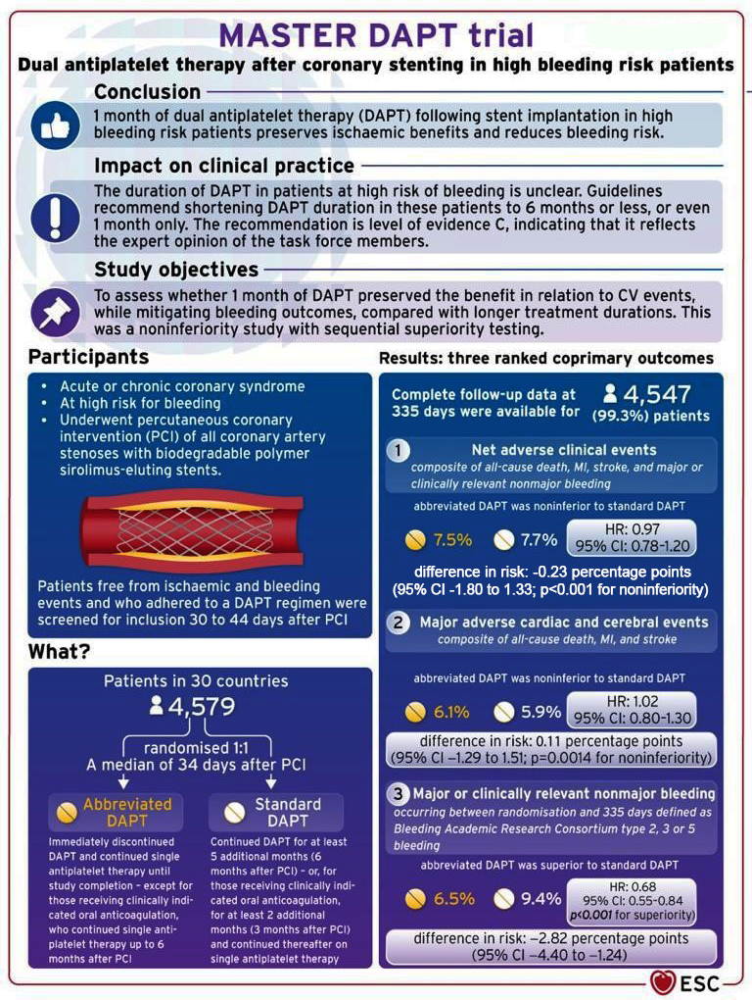 MASTER DAPT trial
Dual antiplatelet therapy after coronary stenting in high bleeding risk patients
Conclusion
1 month of dual antiplatelet therapy (DAPT) following stent implantation in high
bleeding risk patients preserves ischaemic benefits and reduces bleeding risk.
Impact on clinical practice
The duration of DAPT in patients at high risk of bleeding is unclear. Guidelines
recommend shortening DAPT duration in these patients to 6 months or less, or even
1 month only. The recommendation is level of evidence C, indicating that it reflects
the expert opinion of the task force members.
Study objectives
To assess whether 1 month of DAPT preserved the benefit in relation to CV events,
while mitigating bleeding outcomes, compared with longer treatment durations. This
was a noninferiority study with sequential superiority testing.
Participants
• Acute or chronic coronary syndrome
• At high risk for bleeding
• Underwent percutaneous coronary
intervention (PCI) of all coronary artery
stenoses with biodegradable polymer
sirolimus-eluting stents.
Patients free from ischaemic and bleeding
events and who adhered to a DAPT regimen were
screened for inclusion 30 to 44 days after PCI
What?
Patients in 30 countries
4,579
randomised 1:1
A median of 34 days after PCI
Abbreviated
DAPT
Immediately discontinued
DAPT and continued single
antiplatelet therapy until
study completion – except for
those receiving clinically indi-
cated oral anticoagulation,
who continued single anti-
platelet therapy up to 6
months after PCI
Standard
DAPT
Continued DAPT for at least
5 additional months (6
months after PCI) – or, for
those receiving clinically indi-
cated oral anticoagulation,
for at least 2 additional
months (3 months after PCI)
and continued thereafter on
single antiplatelet therapy
Results: three ranked coprimary outcomes
Complete follow-up data at
335 days were available for
4,547
(99.3%) patients
1 Net adverse clinical events
composite of all-cause death, MI, stroke, and major or
clinically relevant nonmajor bleeding
abbreviated DAPT was noninferior to standard DAPT
7.5% 7.7%
HR: 0.97
95% CI: 0.78-1.20
difference in risk: -0.23 percentage points
(95% CI -1.80 to 1.33; p<0.001 for noninferiority)
2 Major adverse cardiac and cerebral events
composite of all-cause death, MI, and stroke
abbreviated DAPT was noninferior to standard DAPT
6.1% 5.9%
HR: 1.02
95% CI: 0.80-1.30
difference in risk: 0.11 percentage points
(95% CI –1.29 to 1.51; p=0.0014 for noninferiority)
3 Major or clinically relevant nonmajor bleeding
occurring between randomisation and 335 days defined as
Bleeding Academic Research Consortium type 2, 3 or 5
bleeding
abbreviated DAPT was superior to standard DAPT
6.5% 9.4%
HR: 0.68
95% CI: 0.55-0.84
p<0.001 for superiority)
difference in risk: –2.82 percentage points
(95% CI –4.40 to –1.24)
ESC